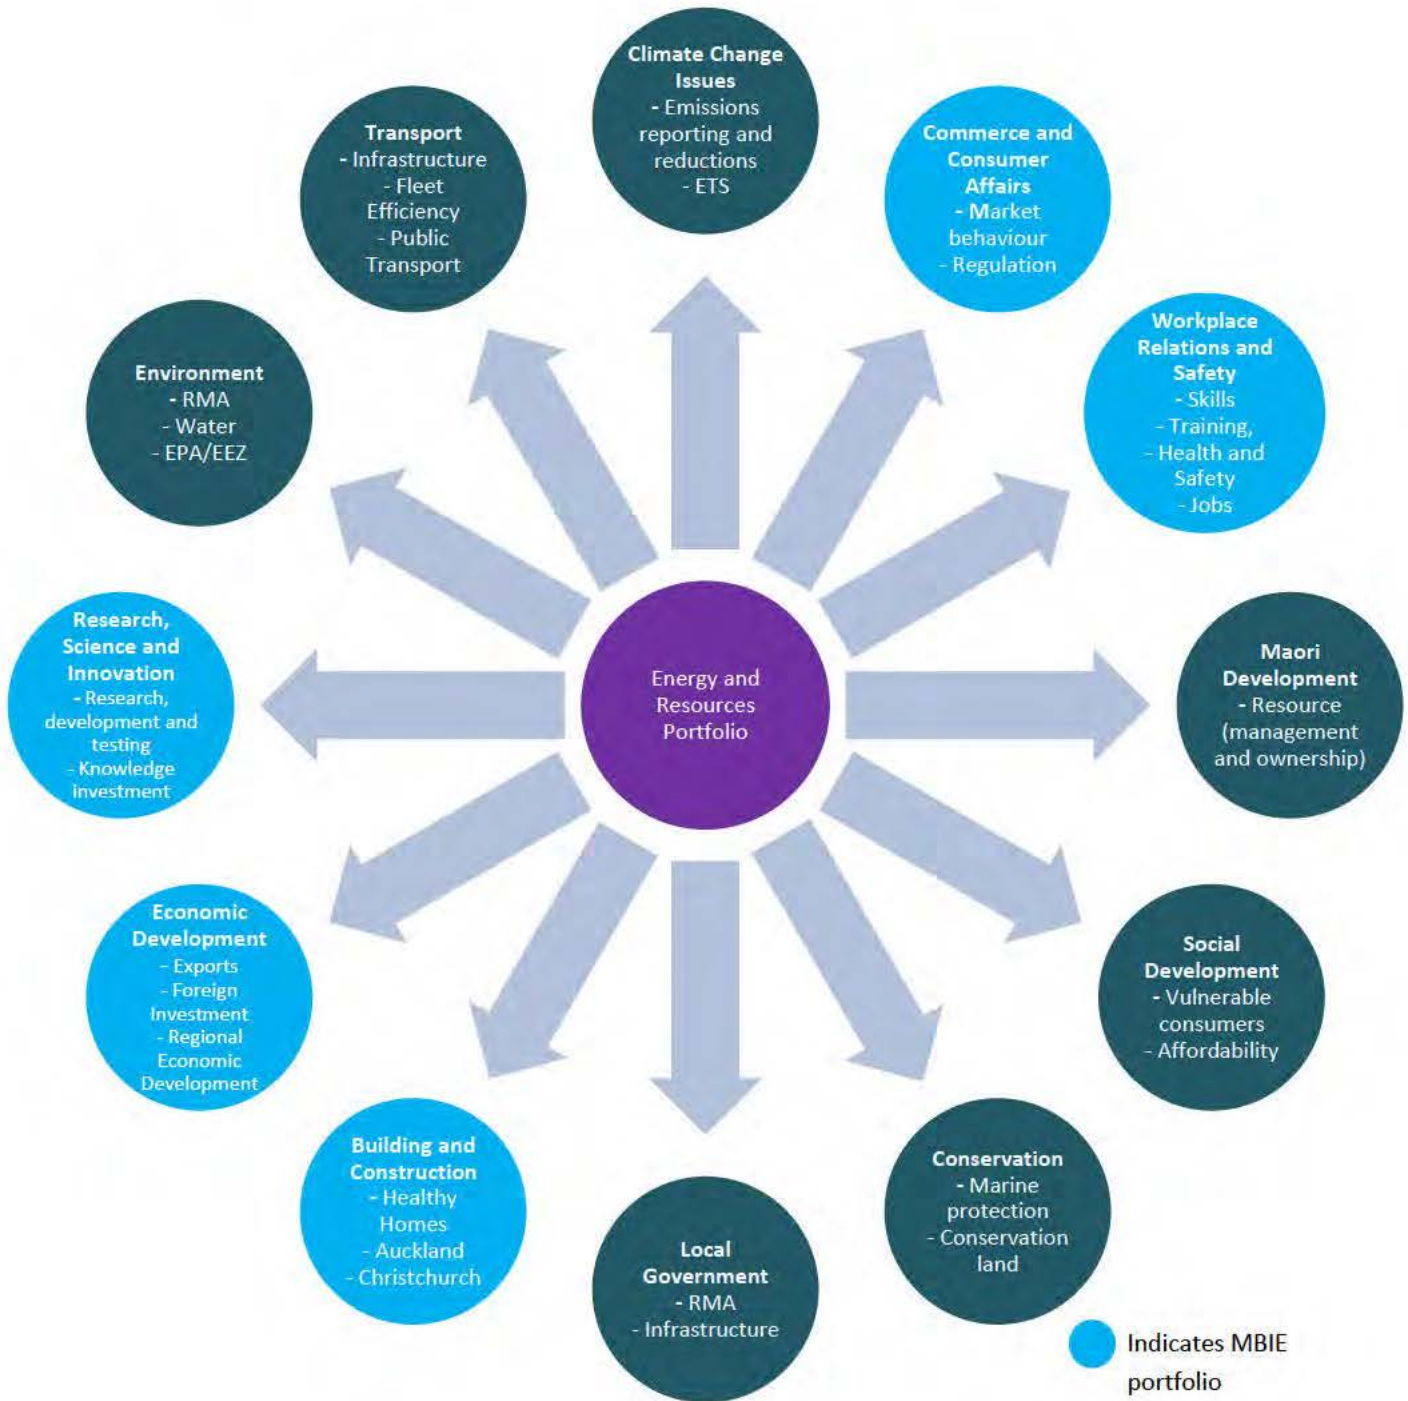 Climate Change
Issues
- Emissions
reporting and
reductions
- ETS
Commerce and
Consumer
Affairs
- Market
behaviour
- Regulation
Workplace
Relations and
Safety
- Skills
- Training,
- Health and
Safety
- Jobs
Maori
Development
- Resource
(management
and ownership)
Social
Development
- Vulnerable
consumers
- Affordability
Conservation
- Marine
protection
- Conservation
land
Local
Government
- RMA
- Infrastructure
Building and
Construction
- Healthy
Homes
- Auckland
- Christchurch
Economic
Development
- Exports
- Foreign
Investment
- Regional
Economic
Development
Research,
Science and
Innovation
- Research,
development and
testing
- Knowledge
investment
Environment
- RMA
- Water
- EPA/EEZ
Transport
- Infrastructure
- Fleet
Efficiency
- Public
Transport
Energy and
Resources
Portfolio
Indicates MBIE
portfolio